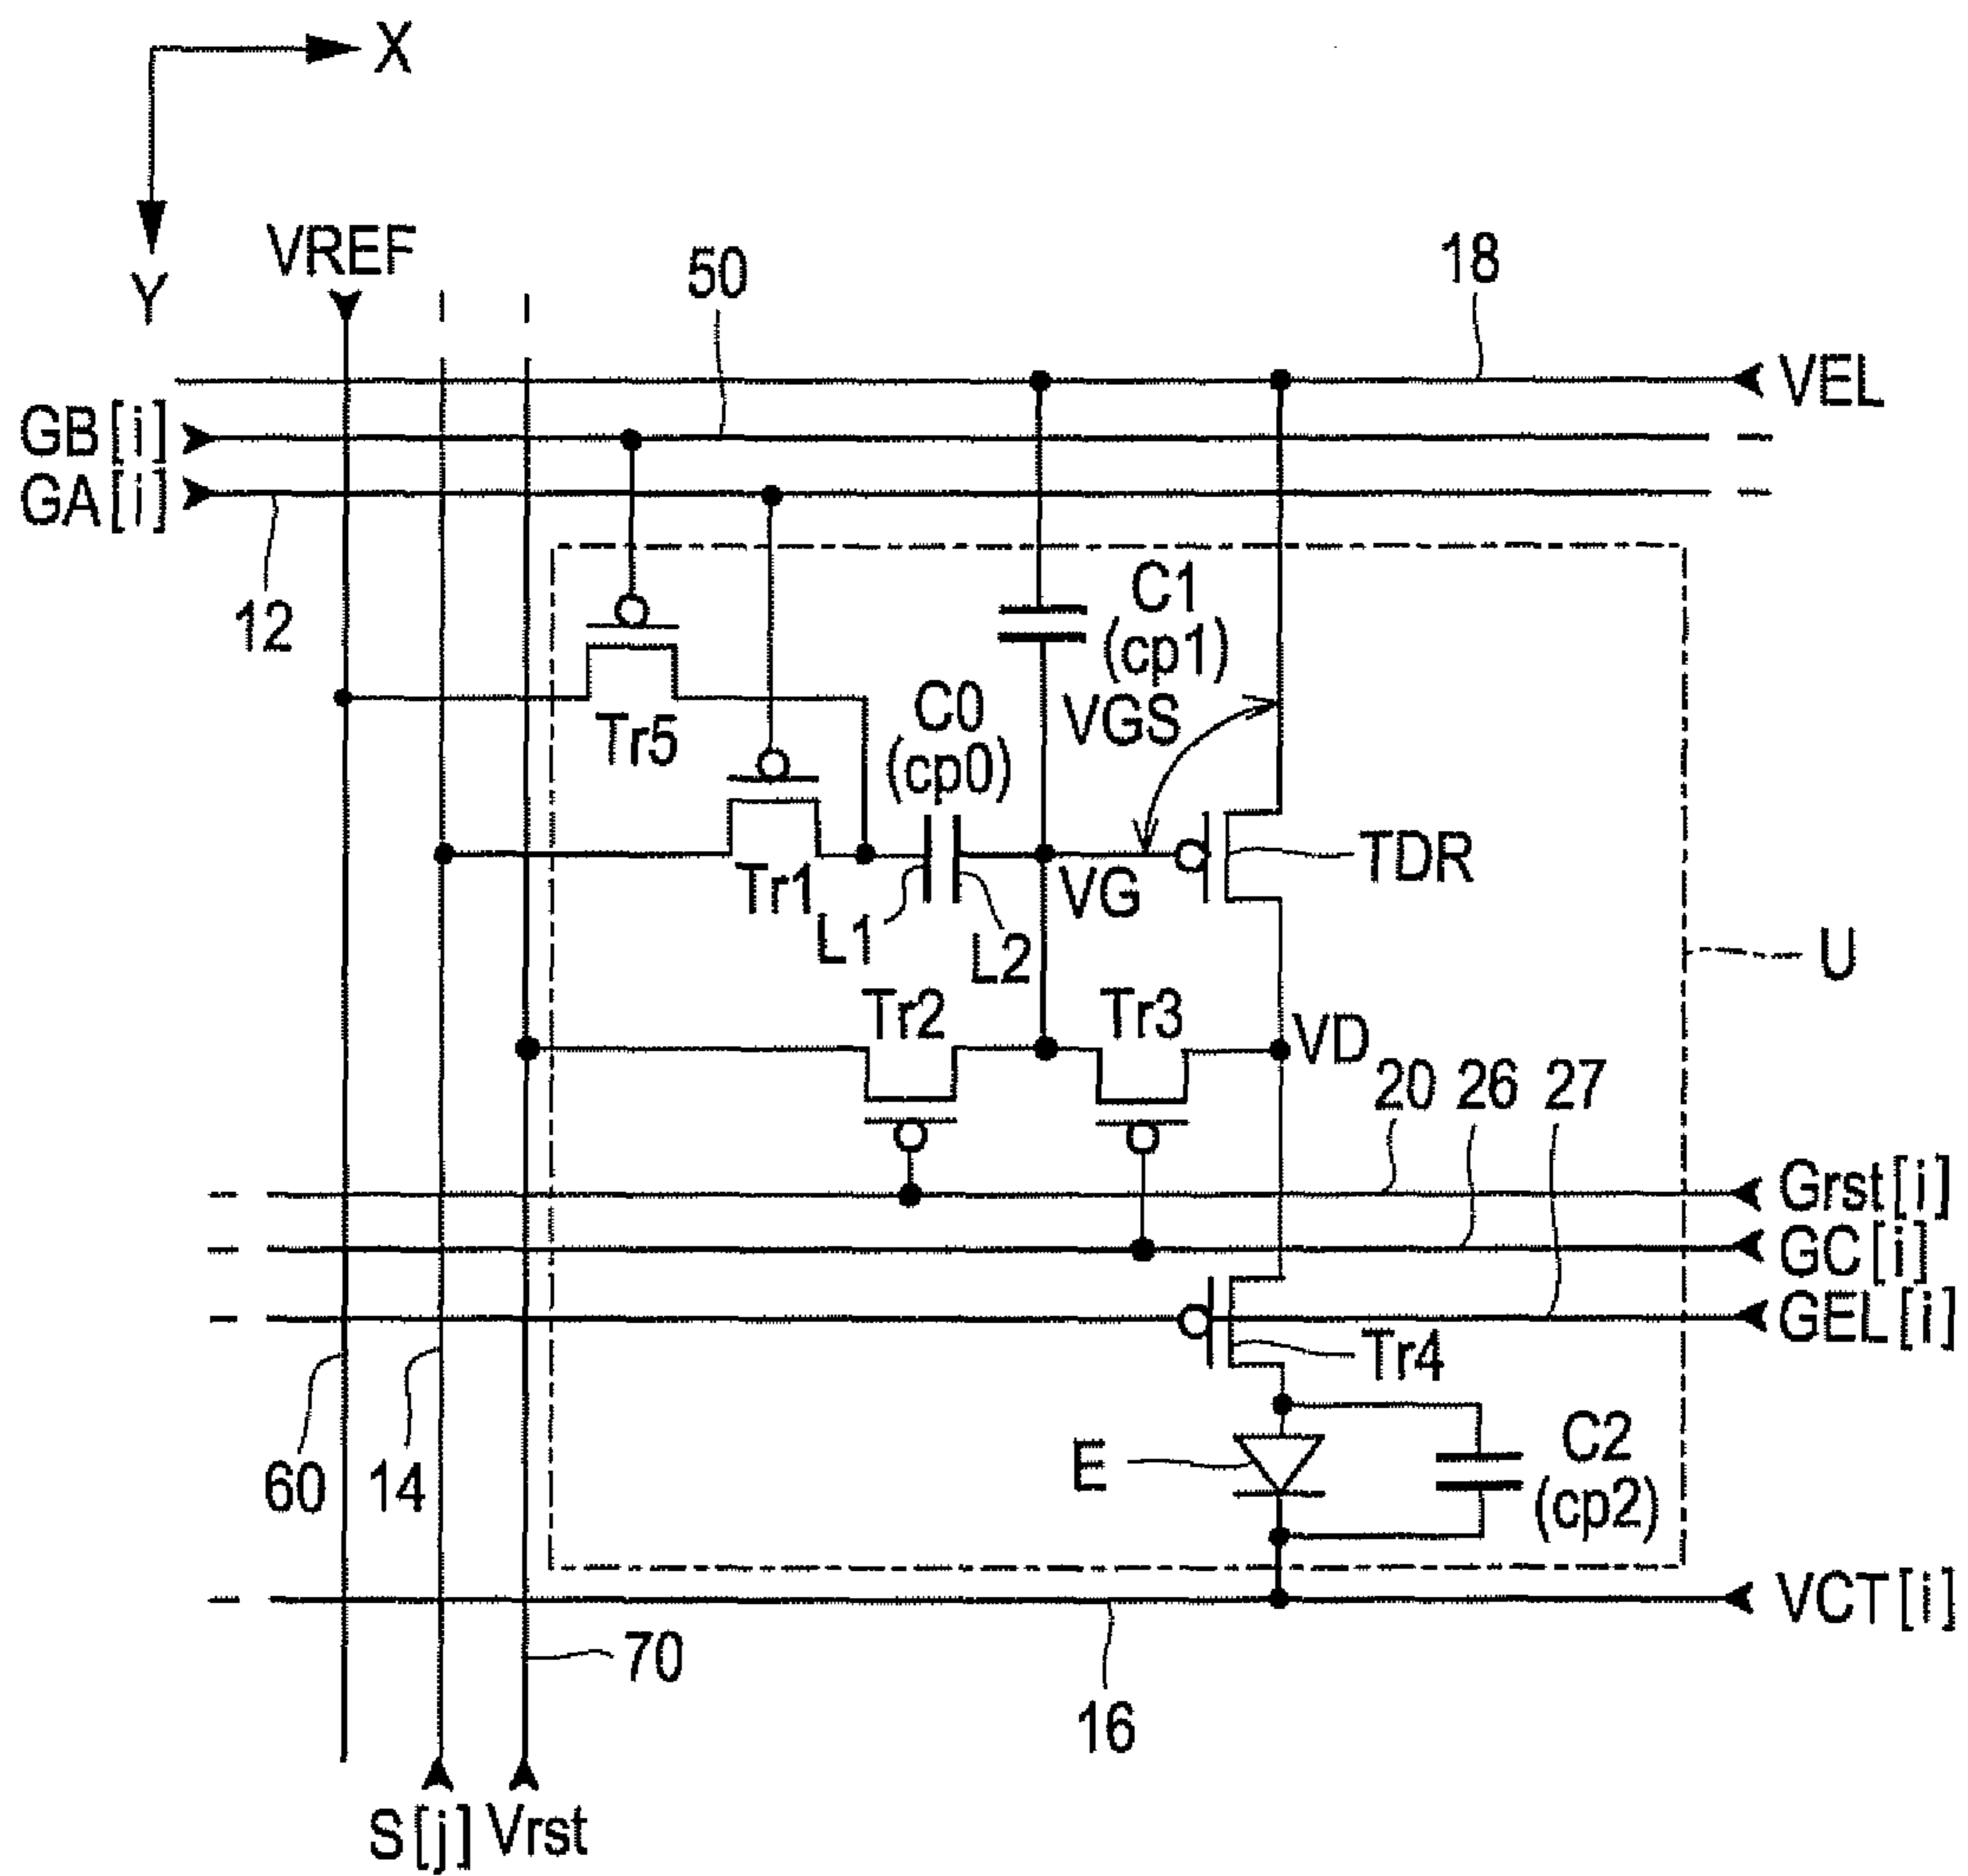 X
Y
VREF
50
18
VEL
GB[i]
GA[i]
12
C1
(cp1)
Tr5
C0
(cp0)
VGS
Tr1
L1
L2
VG
TDR
U
Tr2
Tr3
VD
20
26
27
Grst[i]
GC[i]
GEL[i]
Tr4
60
14
E
C2
(cp2)
VCT[i]
70
16
S[j]
Vrst